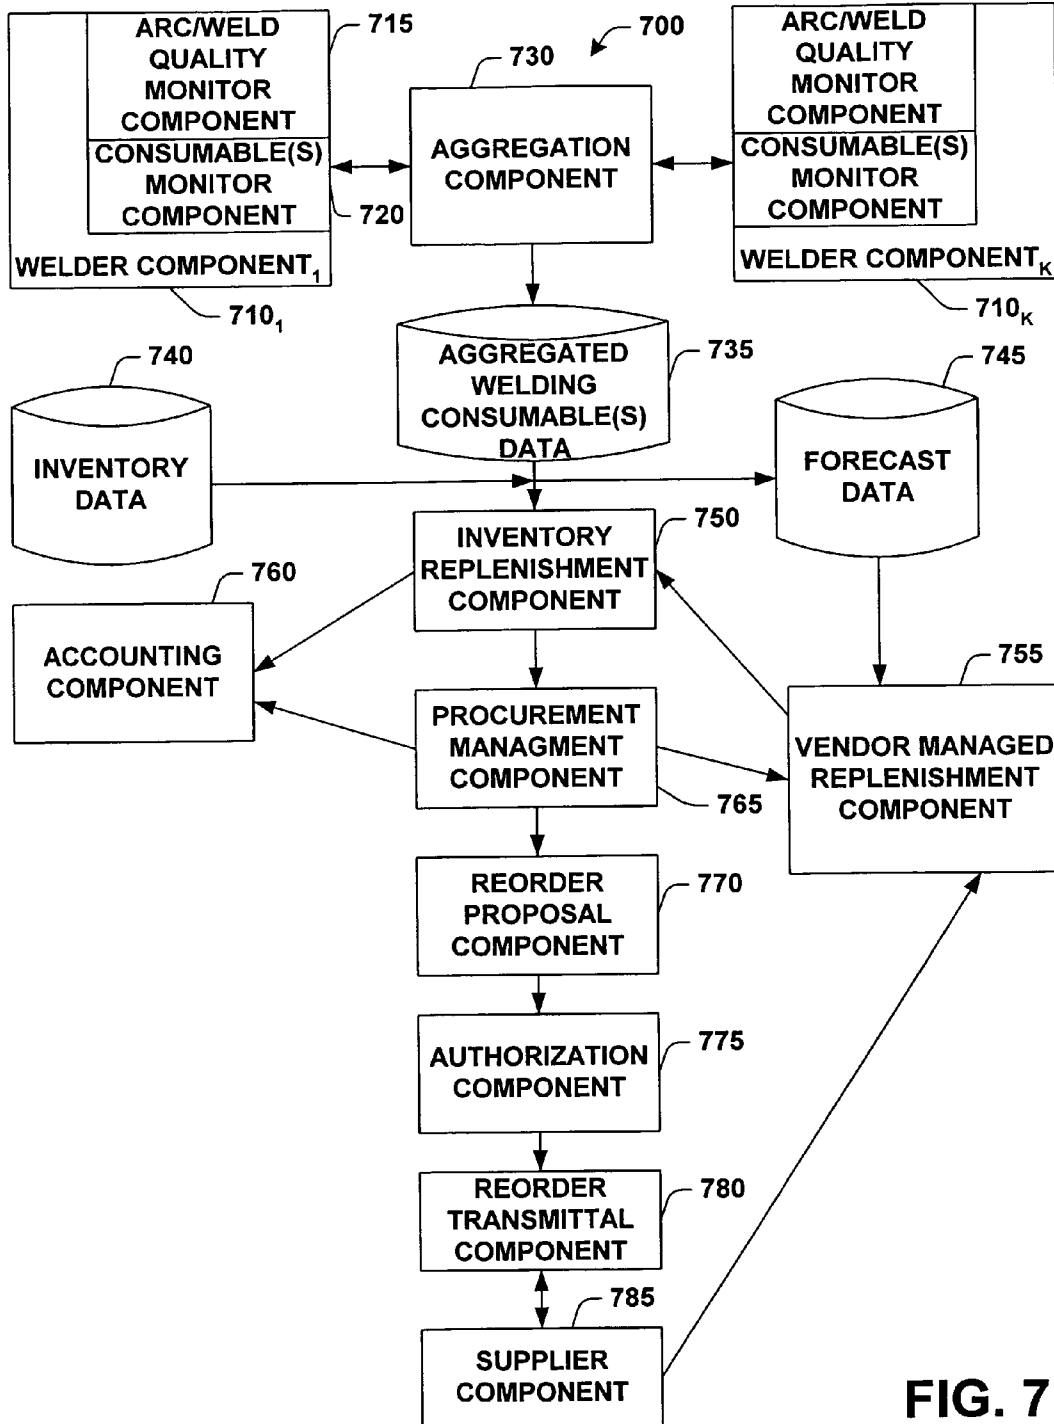 ARC/WELD
QUALITY
MONITOR
COMPONENT
715
CONSUMABLE(S)
MONITOR
COMPONENT
720
WELDER COMPONENT1
7101
700
730
AGGREGATION
COMPONENT
ARC/WELD
QUALITY
MONITOR
COMPONENT
CONSUMABLE(S)
MONITOR
COMPONENT
WELDER COMPONENTK
710K
740
INVENTORY
DATA
735
AGGREGATED
WELDING
CONSUMABLE(S)
DATA
745
FORECAST
DATA
750
INVENTORY
REPLENISHMENT
COMPONENT
760
ACCOUNTING
COMPONENT
755
VENDOR MANAGED
REPLENISHMENT
COMPONENT
PROCUREMENT
MANAGMENT
COMPONENT
765
REORDER
PROPOSAL
COMPONENT
770
AUTHORIZATION
COMPONENT
775
REORDER
TRANSMITTAL
COMPONENT
780
785
SUPPLIER
COMPONENT
FIG. 7